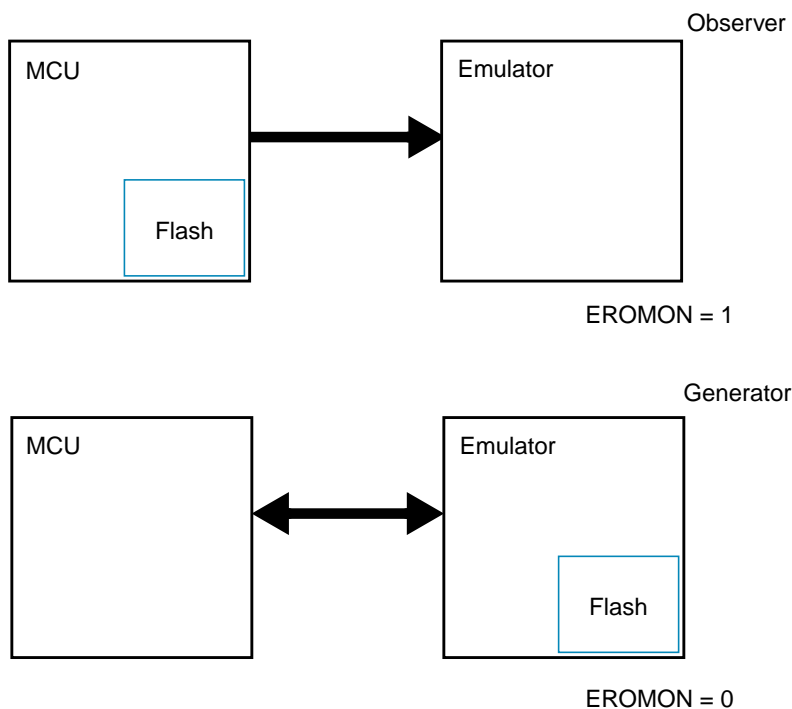 Observer
MCU
Emulator
Flash
EROMON = 1
Generator
MCU
Emulator
Flash
EROMON = 0